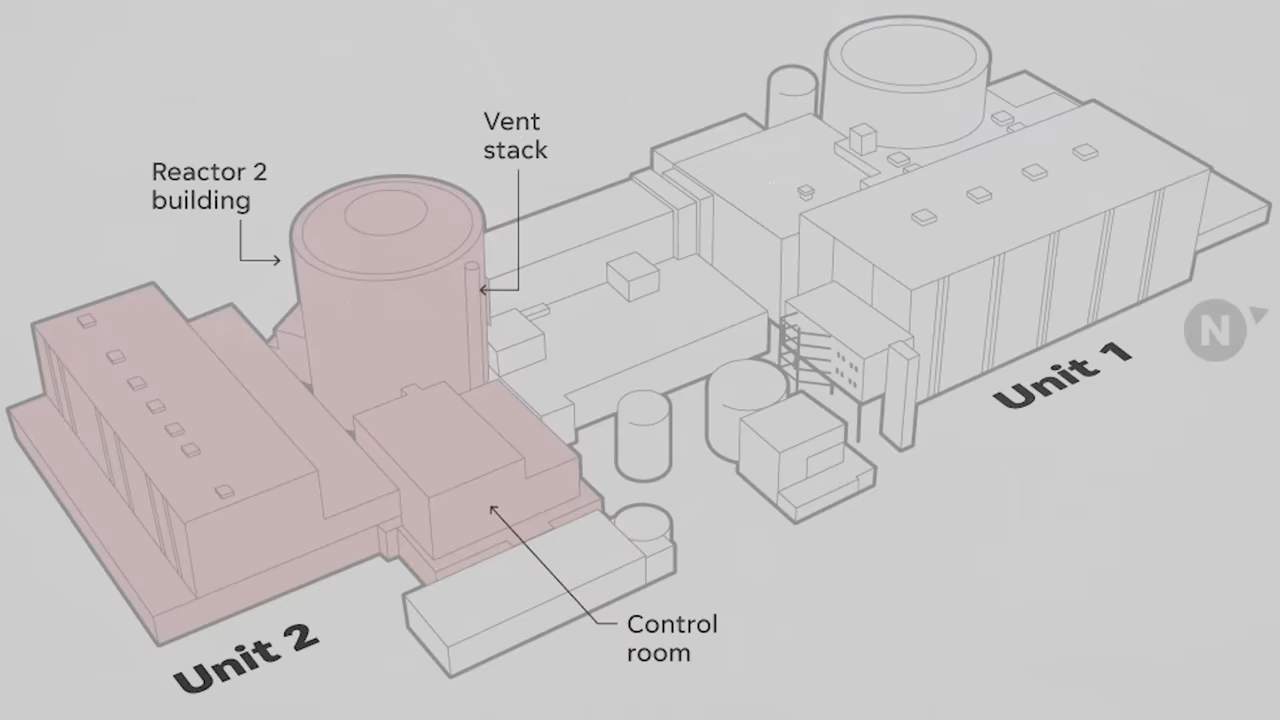 Vent
stack
Reactor 2
building
N
Unit 1
Control
room
Unit 2